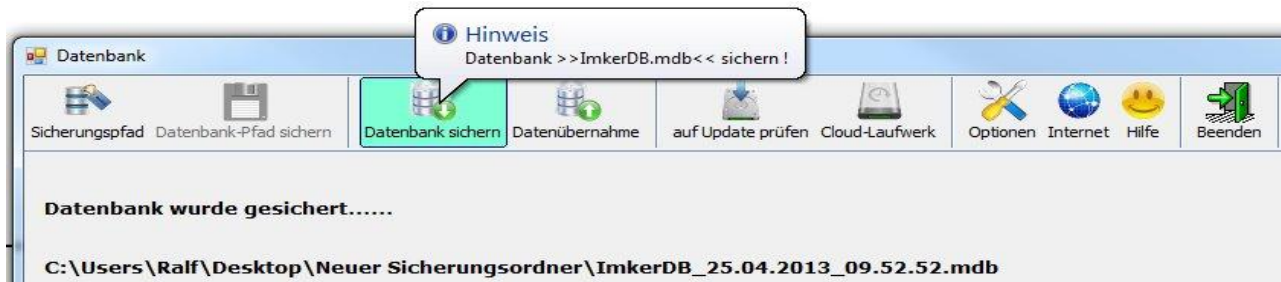 Hinweis
Datenbank >>ImkerDB.mdb<< sichern !
Datenbank
Sicherungspfad Datenbank-Pfad sichern Datenbank sichern Datenübernahme auf Update prüfen Cloud-Laufwerk Optionen Internet Hilfe Beenden
Datenbank wurde gesichert......
C:\Users\Ralf\Desktop\Neuer Sicherungsordner\ImkerDB_25.04.2013_09.52.52.mdb